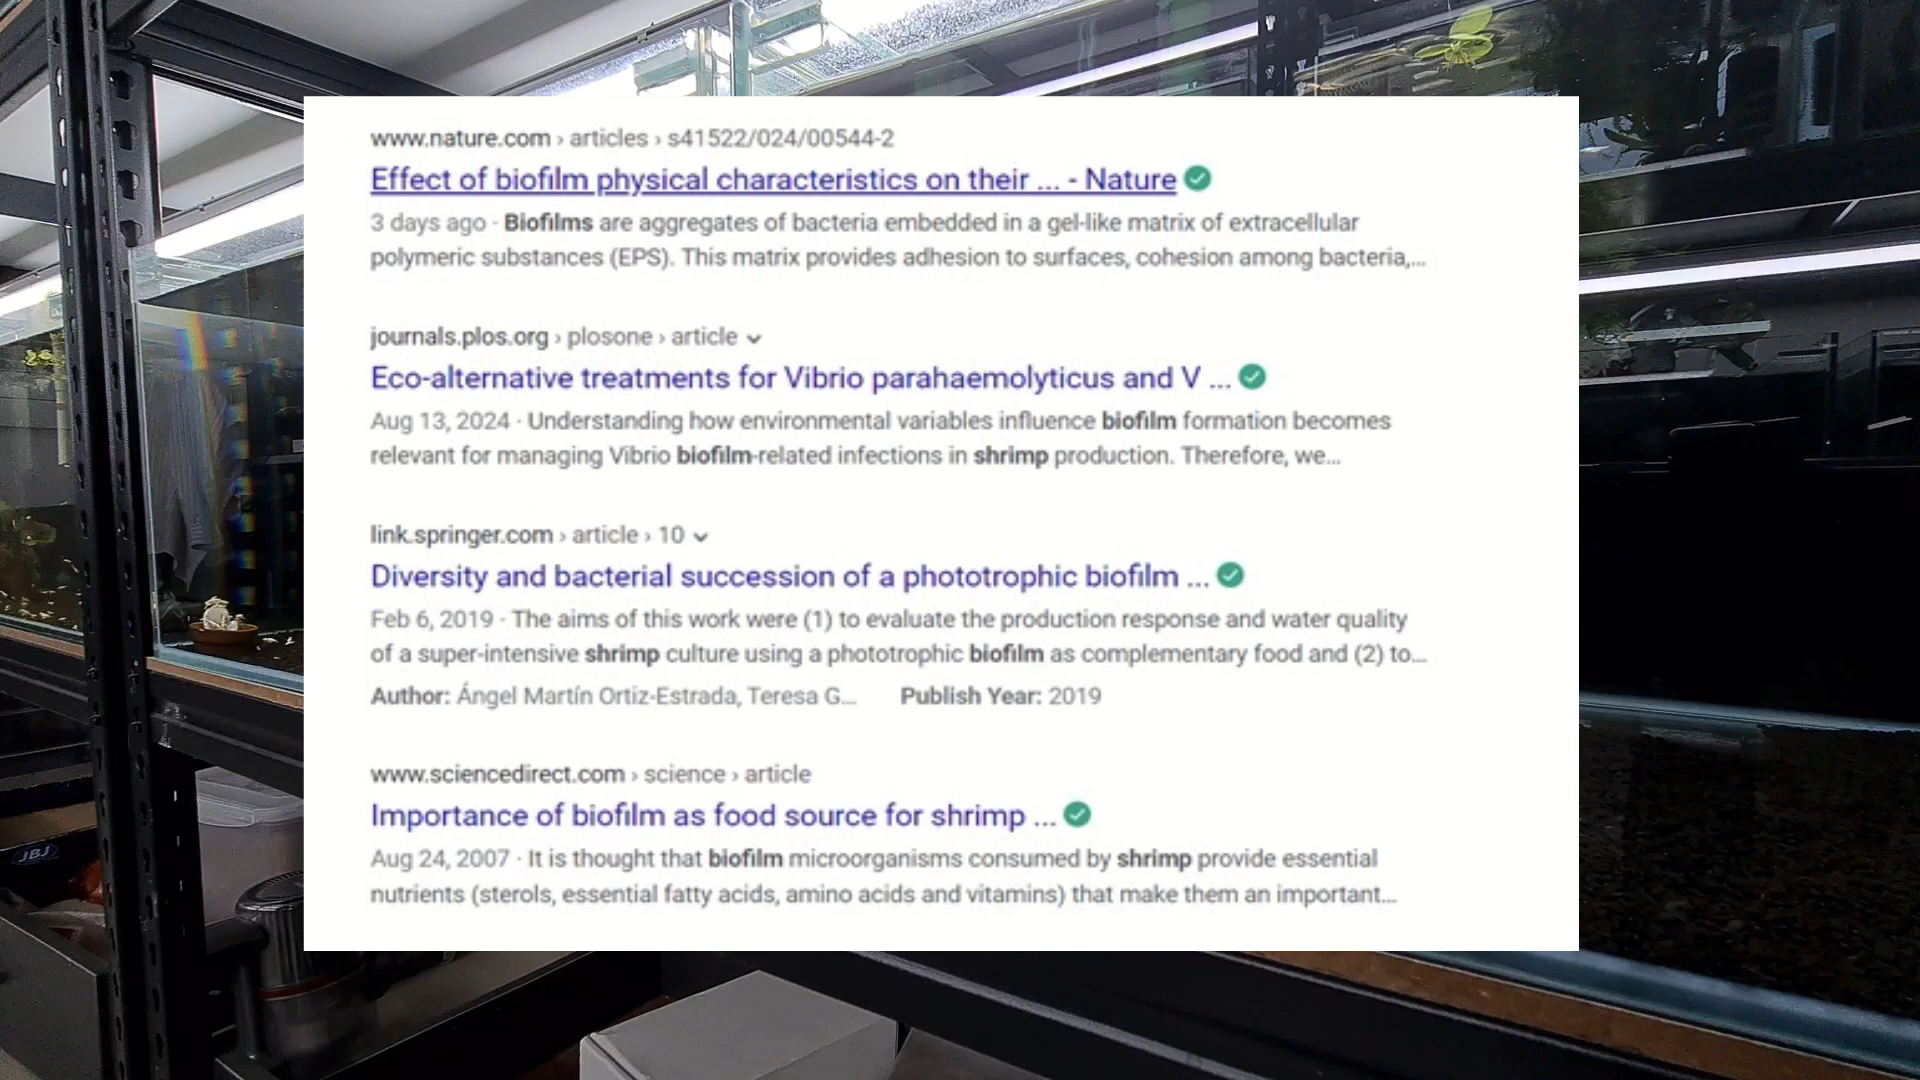 www.nature.com › articles › s41522/024/00544-2
Effect of biofilm physical characteristics on their ... - Nature
3 days ago · Biofilms are aggregates of bacteria embedded in a gel-like matrix of extracellular
polymeric substances (EPS). This matrix provides adhesion to surfaces, cohesion among bacteria,...
journals.plos.org › plosone › article
Eco-alternative treatments for Vibrio parahaemolyticus and V ...
Aug 13, 2024 · Understanding how environmental variables influence biofilm formation becomes
relevant for managing Vibrio biofilm-related infections in shrimp production. Therefore, we...
link.springer.com › article › 10
Diversity and bacterial succession of a phototrophic biofilm ...
Feb 6, 2019 · The aims of this work were (1) to evaluate the production response and water quality
of a super-intensive shrimp culture using a phototrophic biofilm as complementary food and (2) to...
Author: Ángel Martín Ortiz-Estrada, Teresa G... Publish Year: 2019
www.sciencedirect.com › science › article
Importance of biofilm as food source for shrimp ...
Aug 24, 2007 · It is thought that biofilm microorganisms consumed by shrimp provide essential
nutrients (sterols, essential fatty acids, amino acids and vitamins) that make them an important...
JBJ